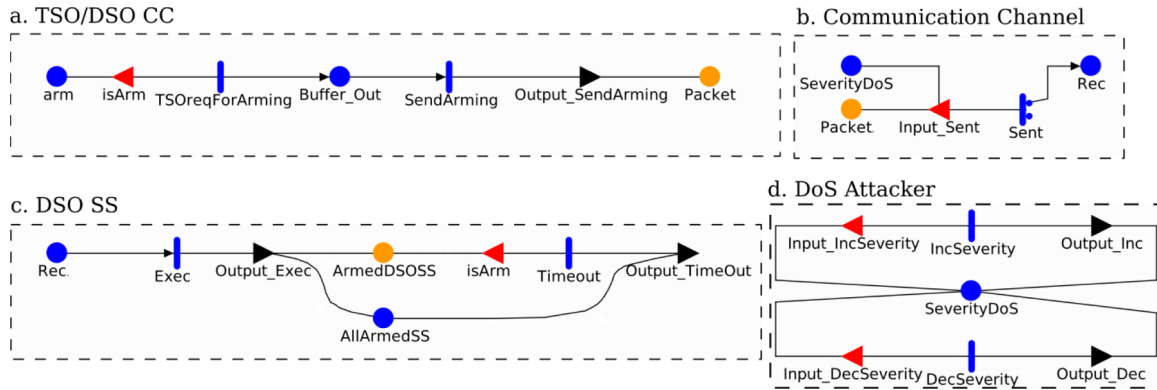 a. TSO/DSO CC
arm
isArm
TSOreqForArming
Buffer_Out
SendArming
Output_SendArming
Packet
b. Communication Channel
SeverityDoS
Rec
Packet.
Input_Sent
Sent
c. DSO SS
Rec.
Exec
Output_Exec
ArmedDSOSS
isArm
Timeout
Output_TimeOut
AllArmedSS
d. DoS Attacker
Input_IncSeverity
IncSeverity
Output_Inc
SeverityDoS
Input_DecSeverity
DecSeverity
Output_Dec